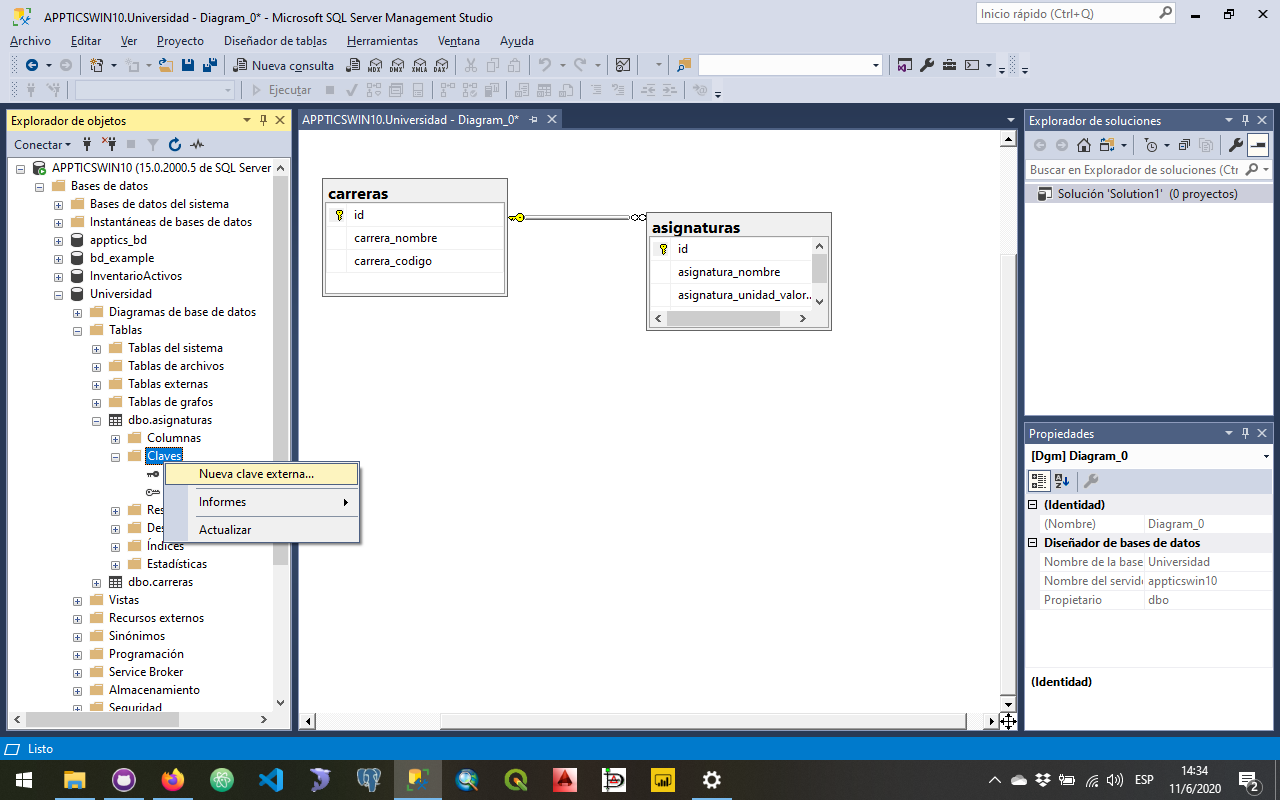 APPTICSWIN10.Universidad - Diagram_0* - Microsoft SQL Server Management Studio
Inicio rápido (Ctrl+Q)
Archivo Editar Ver Proyecto Diseñador de tablas Herramientas Ventana Ayuda
Nueva consulta MDX DMX XMLA DAX
Ejecutar
Explorador de objetos
Conectar
APPTICSWIN10 (15.0.2000.5 de SQL Server
Bases de datos
Bases de datos del sistema
Instantáneas de bases de datos
apptics_bd
bd_example
InventarioActivos
Universidad
Diagramas de base de datos
Tablas
Tablas del sistema
Tablas de archivos
Tablas externas
Tablas de grafos
dbo.asignaturas
Columnas
Claves
Nueva clave externa...
Informes
Actualizar
Res
De
Índices
Estadísticas
dbo.carreras
Vistas
Recursos externos
Sinónimos
Programación
Service Broker
Almacenamiento
Seguridad
APPTICSWIN10.Universidad - Diagram_0*
carreras
id
carrera_nombre
carrera_codigo
asignaturas
id
asignatura_nombre
asignatura_unidad_valor...
Explorador de soluciones
Buscar en Explorador de soluciones (Ctr
Solución 'Solution1' (0 proyectos)
Propiedades
[Dgm] Diagram_0
(Identidad)
(Nombre) Diagram_0
Diseñador de bases de datos
Nombre de la base Universidad
Nombre del servid appticswin10
Propietario dbo
(Identidad)
Listo
ESP
14:34
11/6/2020
2